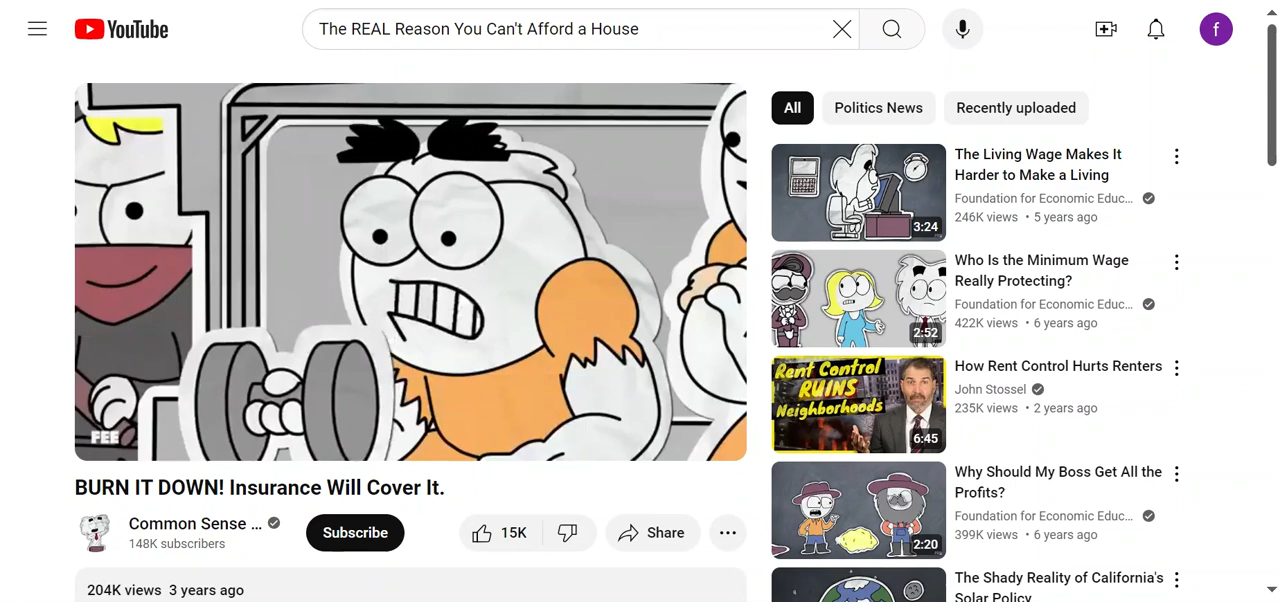 YouTube
The REAL Reason You Can't Afford a House
f
All
Politics News
Recently uploaded
FEE
BURN IT DOWN! Insurance Will Cover It.
Common Sense ...
148K subscribers
Subscribe
15K
Share
204K views 3 years ago
3:24
The Living Wage Makes It
Harder to Make a Living
Foundation for Economic Educ...
246K views • 5 years ago
2:52
Who Is the Minimum Wage
Really Protecting?
Foundation for Economic Educ...
422K views • 6 years ago
Rent Control
RUINS
Neighborhoods
6:45
How Rent Control Hurts Renters
John Stossel
235K views • 2 years ago
2:20
Why Should My Boss Get All the
Profits?
Foundation for Economic Educ...
399K views • 6 years ago
The Shady Reality of California's
Solar Policy